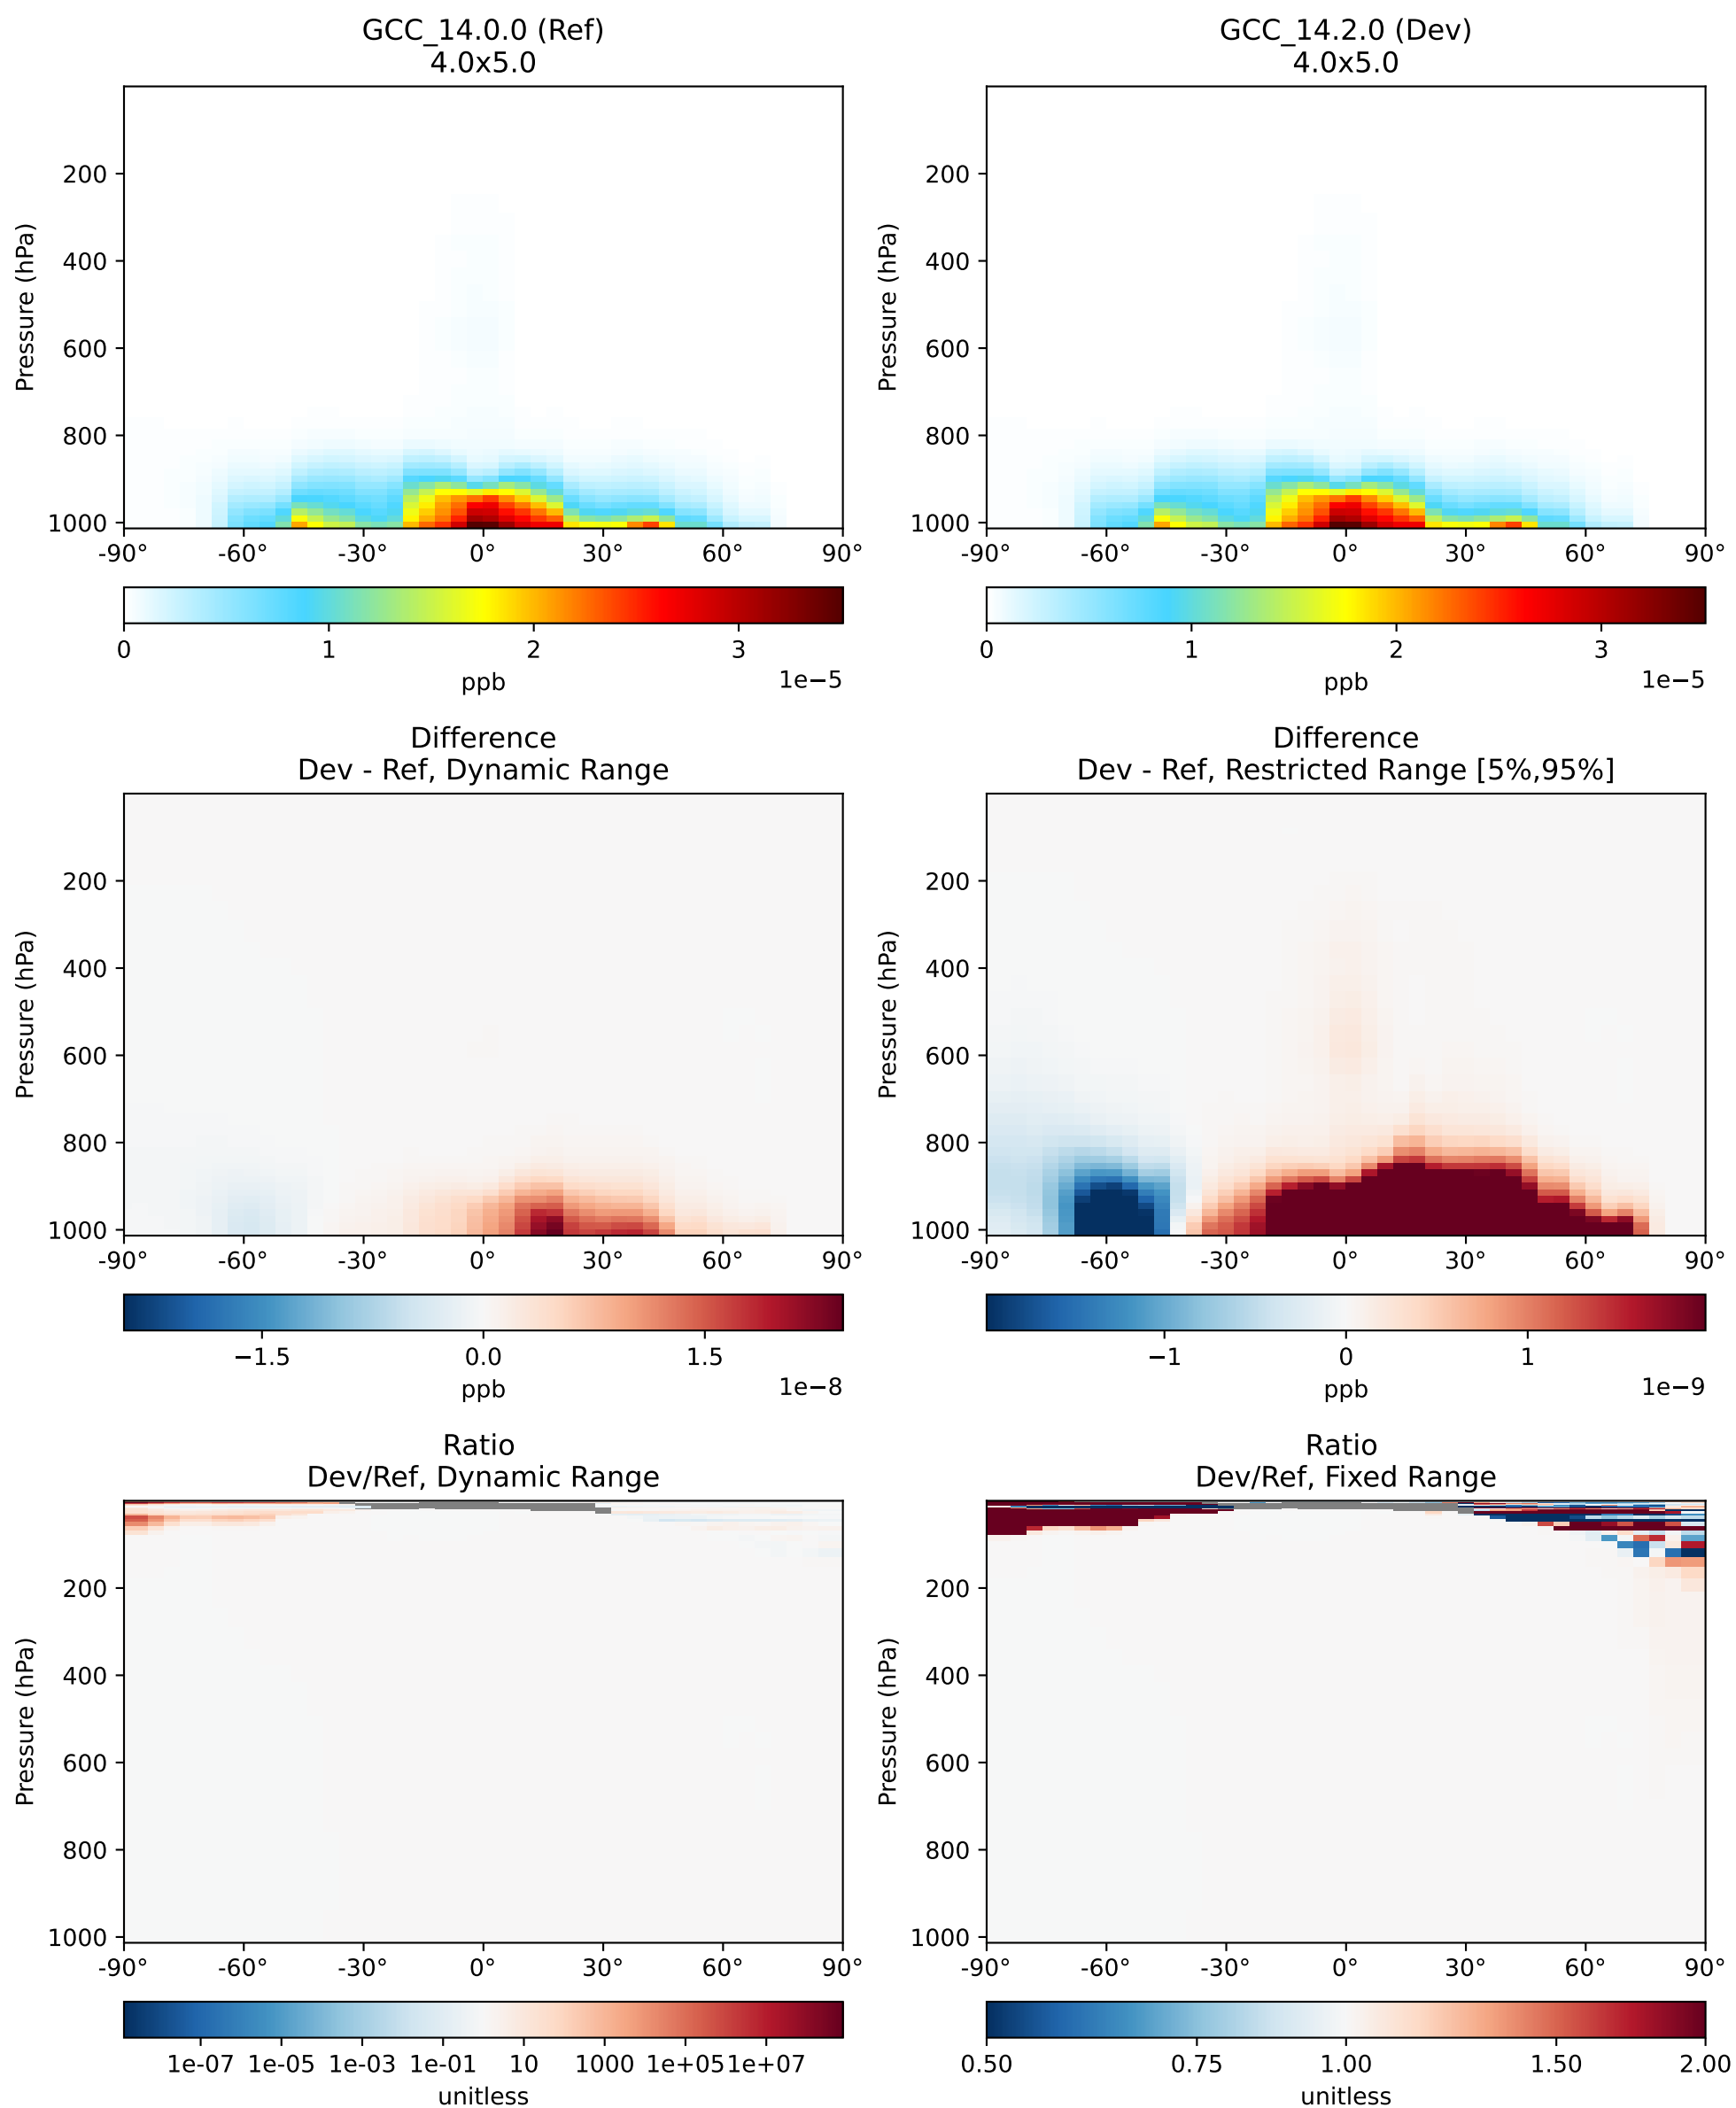 GCC_14.0.0 (Ref)
4.0x5.0
Pressure (hPa)
200
400
600
800
1000
-90° -60° -30° 0° 30° 60° 90°
0 1 2 3
1e−5
ppb
GCC_14.2.0 (Dev)
4.0x5.0
Pressure (hPa)
200
400
600
800
1000
-90° -60° -30° 0° 30° 60° 90°
0 1 2 3
1e−5
ppb
Difference
Dev - Ref, Dynamic Range
Pressure (hPa)
200
400
600
800
1000
-90° -60° -30° 0° 30° 60° 90°
−1.5 0.0 1.5
1e−8
ppb
Difference
Dev - Ref, Restricted Range [5%,95%]
Pressure (hPa)
200
400
600
800
1000
-90° -60° -30° 0° 30° 60° 90°
−1 0 1
1e−9
ppb
Ratio
Dev/Ref, Dynamic Range
Pressure (hPa)
200
400
600
800
1000
-90° -60° -30° 0° 30° 60° 90°
1e-07 1e-05 1e-03 1e-01 10 1000 1e+05 1e+07
unitless
Ratio
Dev/Ref, Fixed Range
Pressure (hPa)
200
400
600
800
1000
-90° -60° -30° 0° 30° 60° 90°
0.50 0.75 1.00 1.50 2.00
unitless